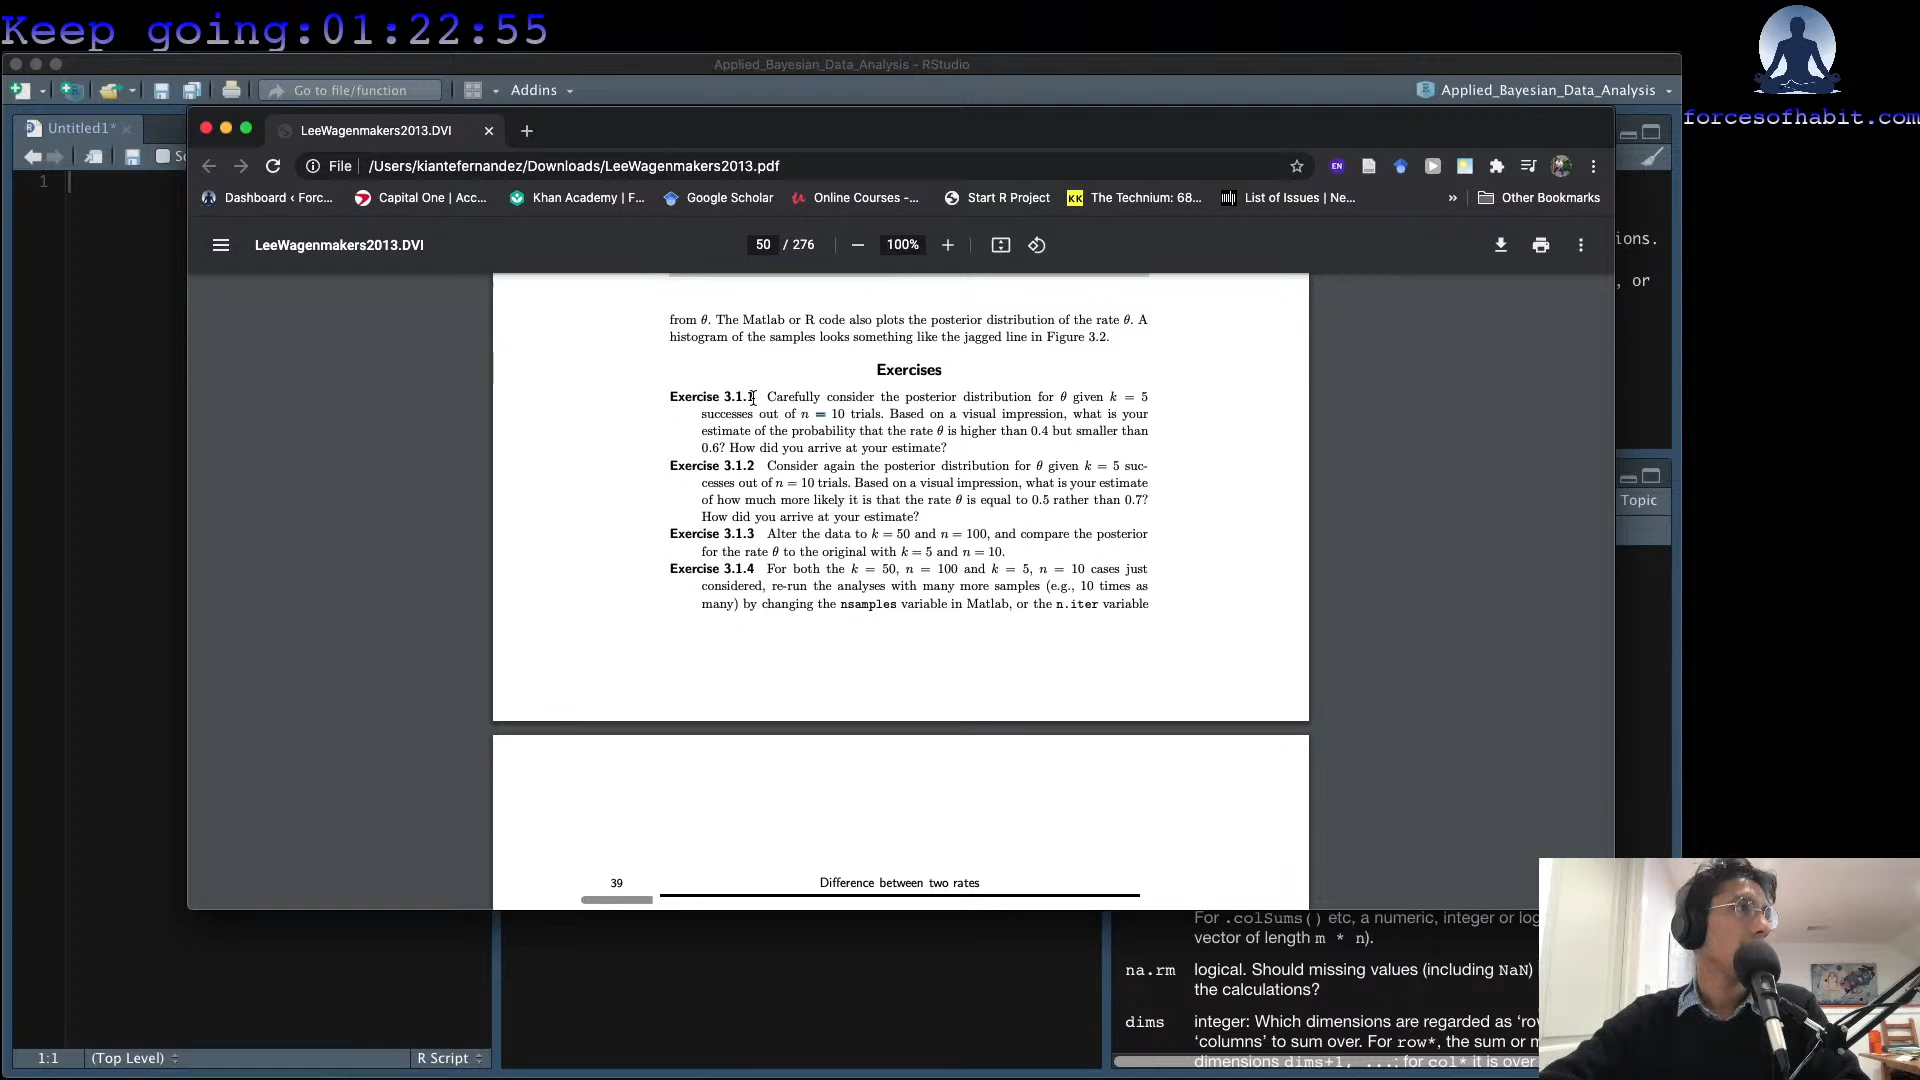 Keep going:01:22:55
forcesofhabit.com
Applied_Bayesian_Data_Analysis - RStudio
Go to file/function
Addins
Applied_Bayesian_Data_Analysis
Untitled1*
LeeWagenmakers2013.DVI
File /Users/kiantefernandez/Downloads/LeeWagenmakers2013.pdf
EN
Dashboard ‹ Forc...
Capital One | Acc...
Khan Academy | F...
Google Scholar
Online Courses -...
Start R Project
KK
The Technium: 68...
List of Issues | Ne...
»
Other Bookmarks
LeeWagenmakers2013.DVI
50 / 276
100%
ions.
, or
Topic
1
from θ. The Matlab or R code also plots the posterior distribution of the rate θ. A
histogram of the samples looks something like the jagged line in Figure 3.2.
Exercises
Exercise 3.1.1 Carefully consider the posterior distribution for θ given k = 5
successes out of n = 10 trials. Based on a visual impression, what is your
estimate of the probability that the rate θ is higher than 0.4 but smaller than
0.6? How did you arrive at your estimate?
Exercise 3.1.2 Consider again the posterior distribution for θ given k = 5 suc-
cesses out of n = 10 trials. Based on a visual impression, what is your estimate
of how much more likely it is that the rate θ is equal to 0.5 rather than 0.7?
How did you arrive at your estimate?
Exercise 3.1.3 Alter the data to k = 50 and n = 100, and compare the posterior
for the rate θ to the original with k = 5 and n = 10.
Exercise 3.1.4 For both the k = 50, n = 100 and k = 5, n = 10 cases just
considered, re-run the analyses with many more samples (e.g., 10 times as
many) by changing the nsamples variable in Matlab, or the n.iter variable
39
Difference between two rates
For .colSums() etc, a numeric, integer or log
vector of length m * n).
na.rm logical. Should missing values (including NaN)
the calculations?
dims integer: Which dimensions are regarded as ‘row
‘columns’ to sum over. For row*, the sum or m
dimensions dims+1, ...; for col* it is over
1:1
(Top Level)
R Script